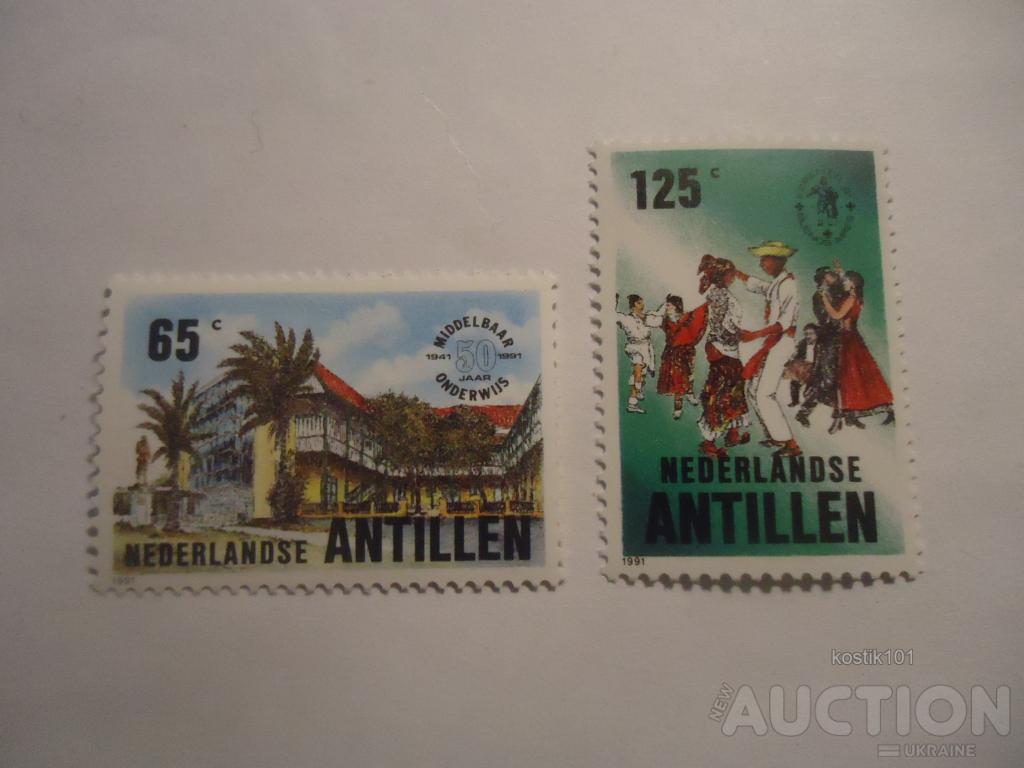 65 c
MIDDELBAAR
1941 50 1991
JAAR
ONDERWIJS
NEDERLANDSE ANTILLEN
1991
125 c
NEDERLANDSE
ANTILLEN
1991
kostik101
NEW AUCTION
UKRAINE